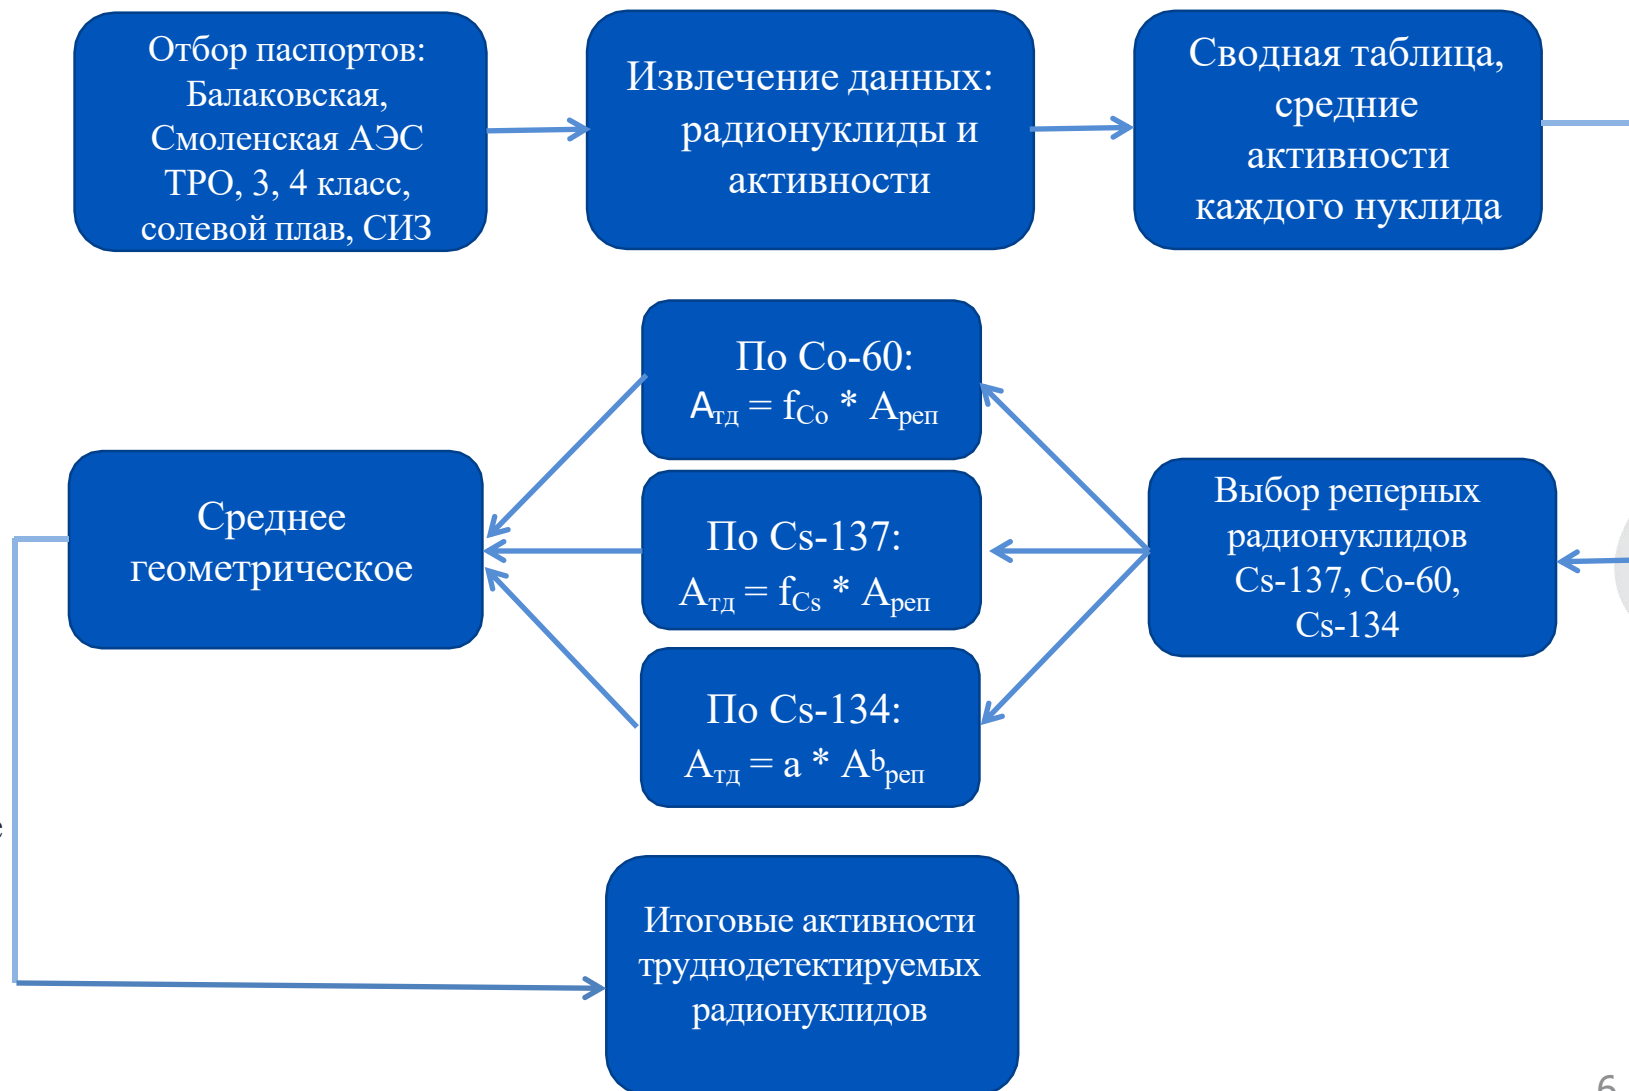 Отбор паспортов:
Балаковская,
Смоленская АЭС
ТРО, 3, 4 класс,
солевой плав, СИЗ
Извлечение данных:
радионуклиды и
активности
Сводная таблица,
средние
активности
каждого нуклида
Выбор реперных
радионуклидов
Cs-137, Co-60,
Cs-134
По Co-60:
Aтд = fCo * Aреп
По Cs-137:
Aтд = fCs * Aреп
По Cs-134:
Aтд = a * Abреп
Среднее
геометрическое
е
Итоговые активности
труднодетектируемых
радионуклидов
6